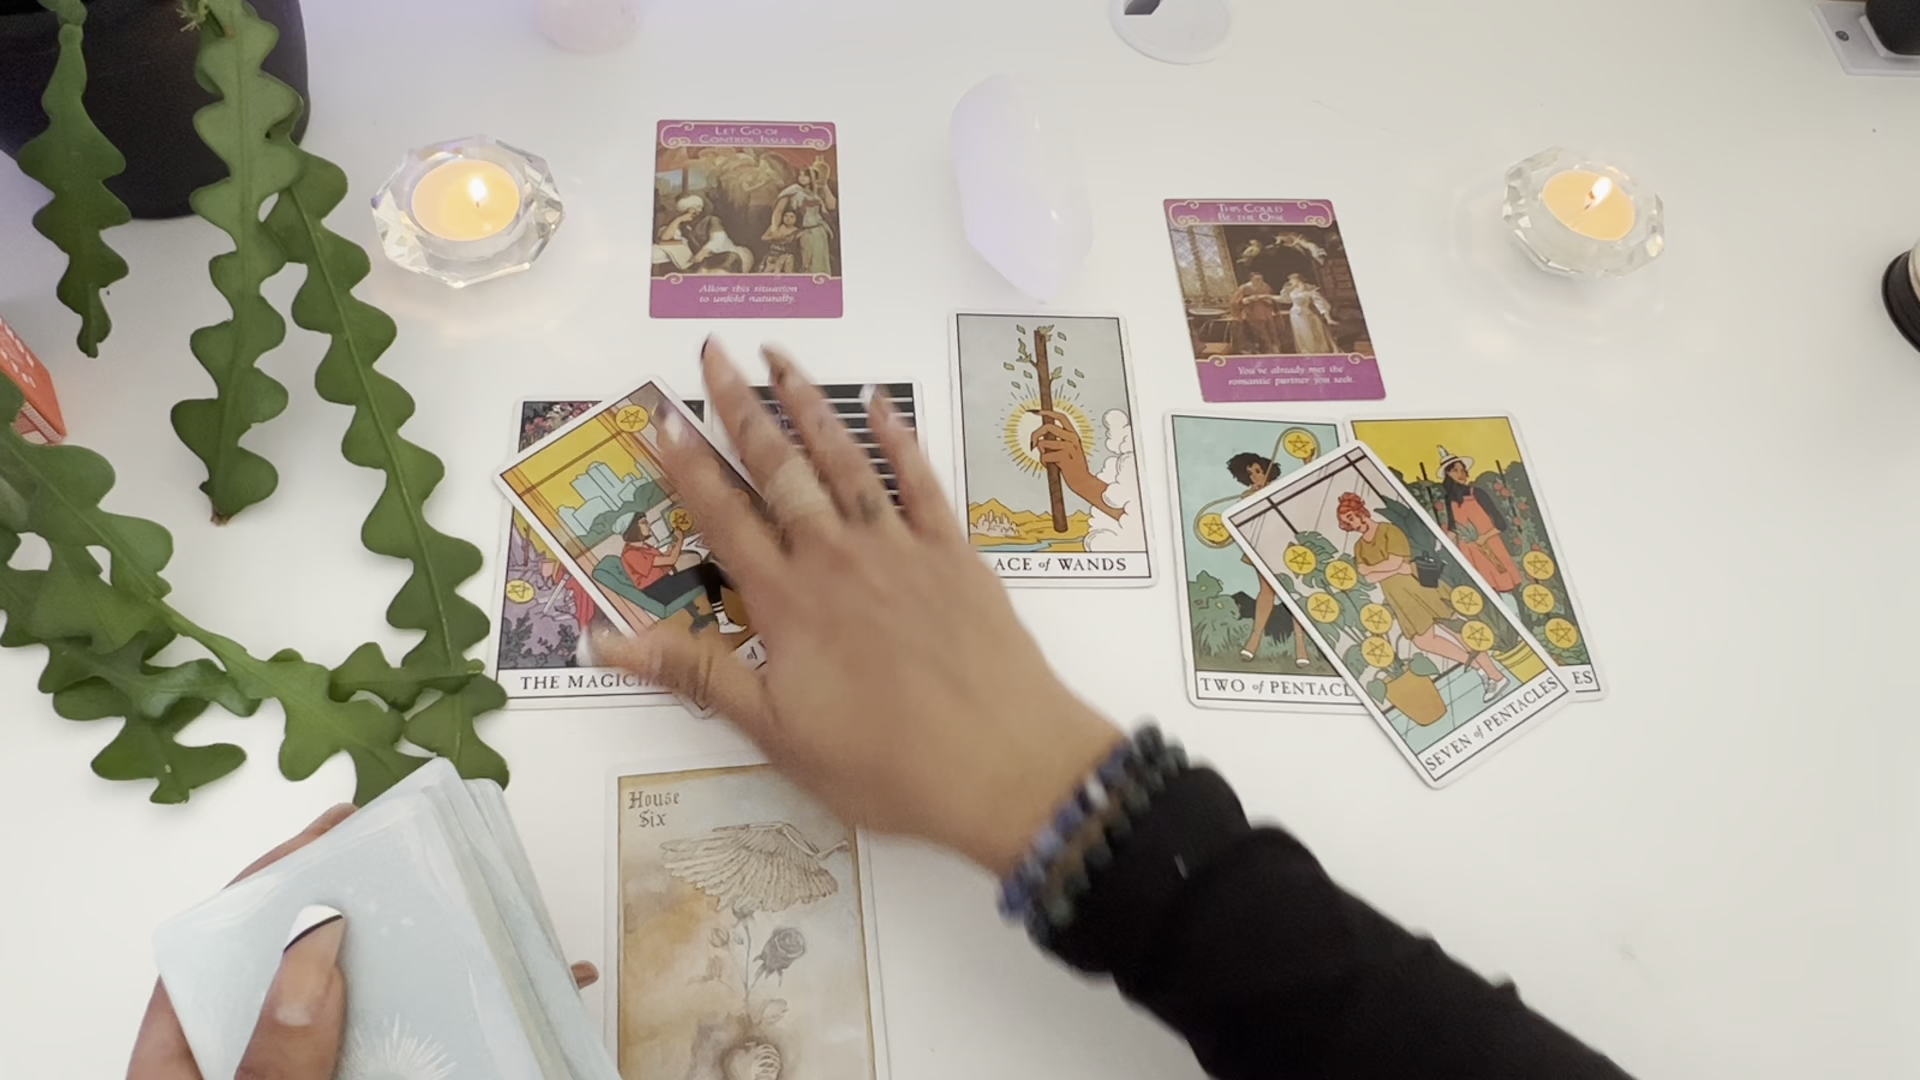 LET GO OF
CONTROL ISSUES
Allow this situation
to unfold naturally.
THIS COULD
BE THE ONE
You've already met the
romantic partner you seek.
ACE of WANDS
THE MAGIC
of
TWO of PENTACL
ES
SEVEN of PENTACLES
House
Six